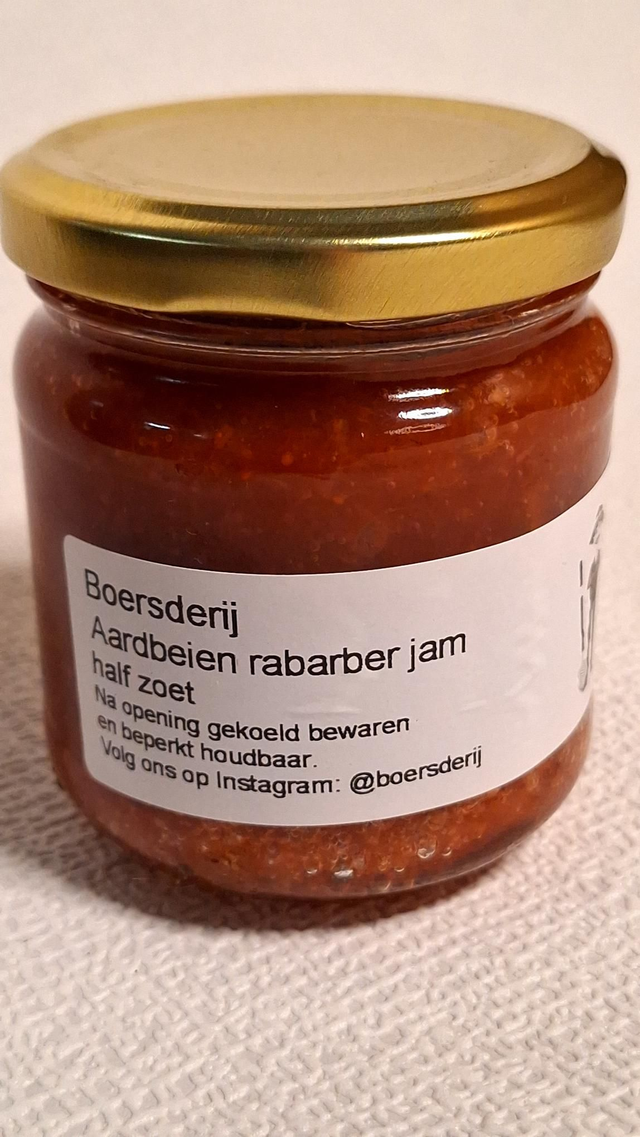 Boersderij
Aardbeien rabarber jam
half zoet
Na opening gekoeld bewaren
en beperkt houdbaar.
Volg ons op Instagram: @boersderij